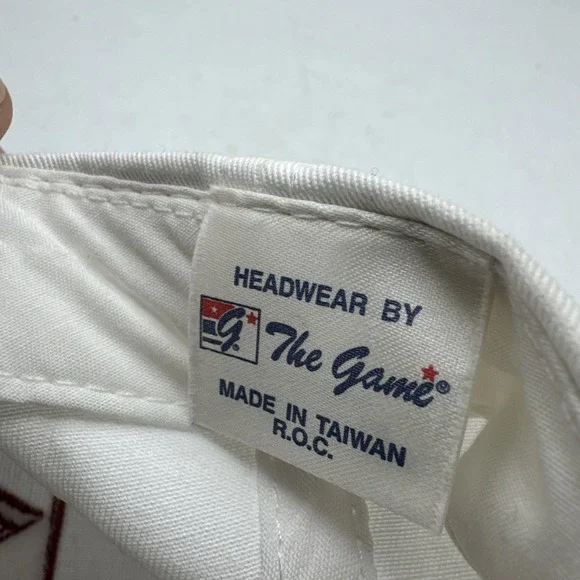 HEADWEAR BY
G ® The Game ®
MADE IN TAIWAN
R.O.C.